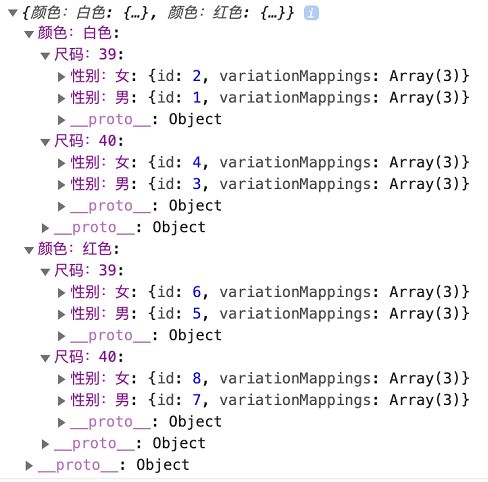 {颜色：白色: {…}, 颜色：红色: {…}} i
颜色：白色:
尺码：39:
性别：女: {id: 2, variationMappings: Array(3)}
性别：男: {id: 1, variationMappings: Array(3)}
__proto__: Object
尺码：40:
性别：女: {id: 4, variationMappings: Array(3)}
性别：男: {id: 3, variationMappings: Array(3)}
__proto__: Object
__proto__: Object
颜色：红色:
尺码：39:
性别：女: {id: 6, variationMappings: Array(3)}
性别：男: {id: 5, variationMappings: Array(3)}
__proto__: Object
尺码：40:
性别：女: {id: 8, variationMappings: Array(3)}
性别：男: {id: 7, variationMappings: Array(3)}
__proto__: Object
__proto__: Object
__proto__: Object